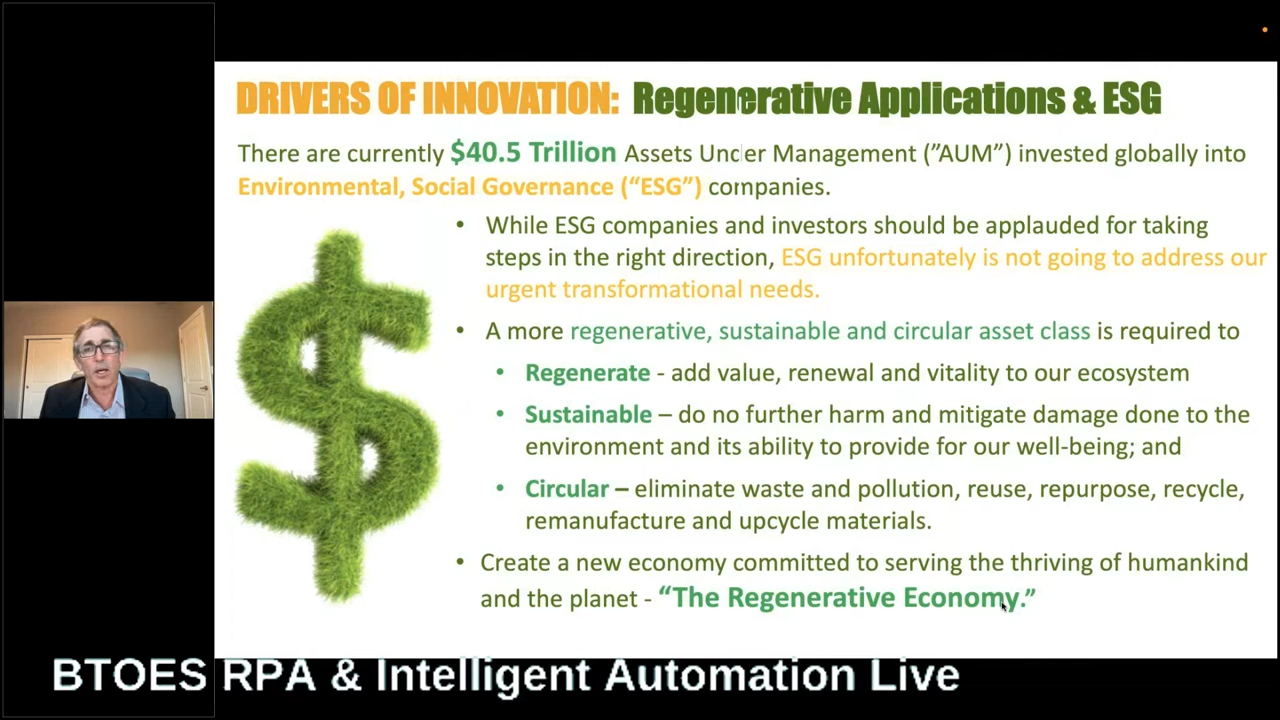 DRIVERS OF INNOVATION: Regenerative Applications & ESG
There are currently $40.5 Trillion Assets Under Management (”AUM”) invested globally into
Environmental, Social Governance (“ESG”) companies.
• While ESG companies and investors should be applauded for taking
steps in the right direction, ESG unfortunately is not going to address our
urgent transformational needs.
• A more regenerative, sustainable and circular asset class is required to
• Regenerate - add value, renewal and vitality to our ecosystem
• Sustainable – do no further harm and mitigate damage done to the
environment and its ability to provide for our well-being; and
• Circular – eliminate waste and pollution, reuse, repurpose, recycle,
remanufacture and upcycle materials.
• Create a new economy committed to serving the thriving of humankind
and the planet - “The Regenerative Economy.”
BTOES RPA & Intelligent Automation Live